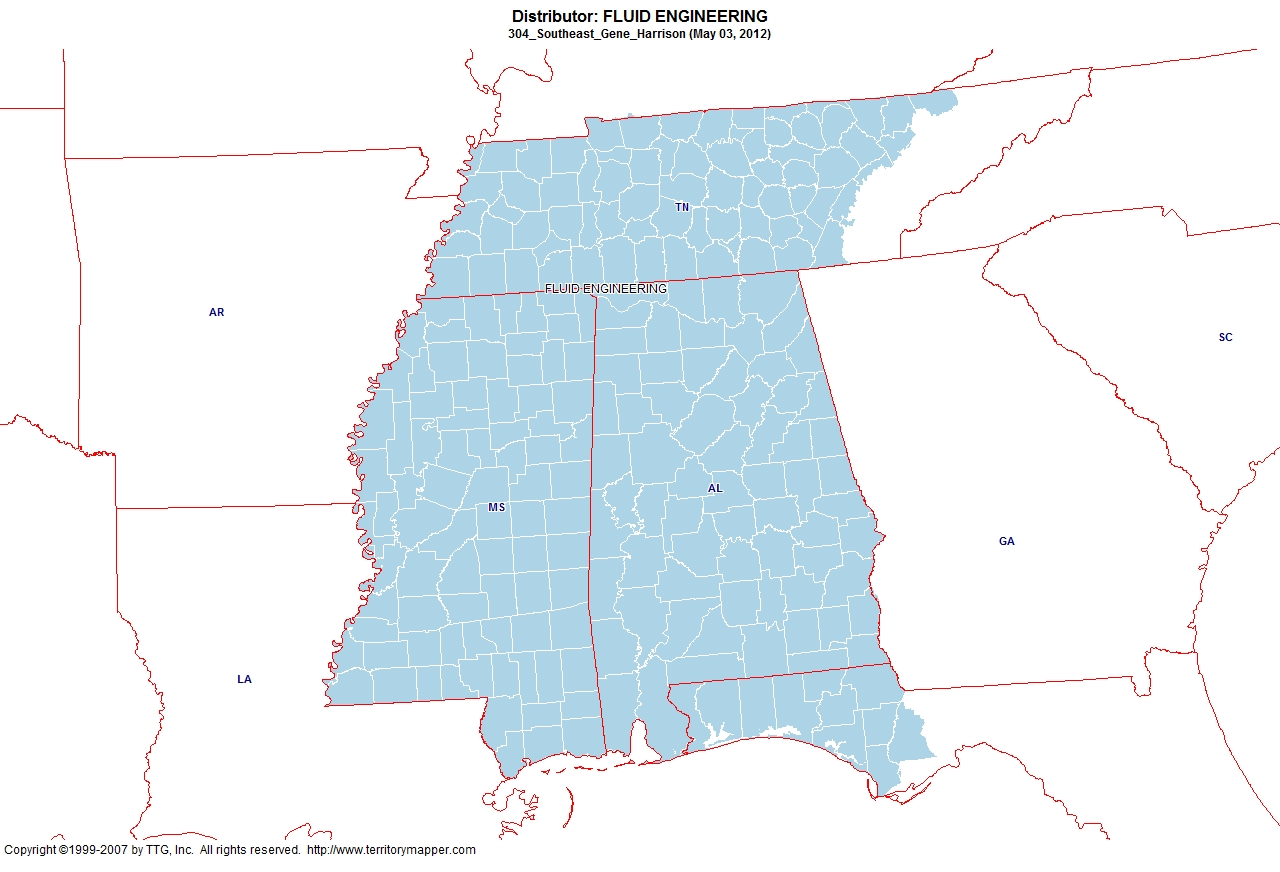 Distributor: FLUID ENGINEERING
304_Southeast_Gene_Harrison (May 03, 2012)
TN
FLUID ENGINEERING
AR
SC
AL
MS
GA
LA
Copyright ©1999-2007 by TTG, Inc. All rights reserved. http://www.territorymapper.com